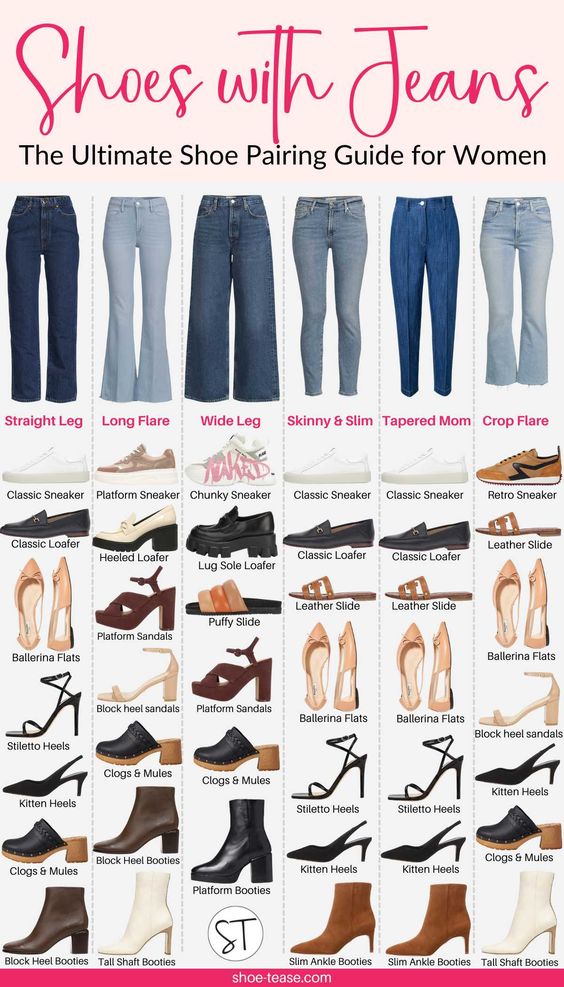 Shoes with Jeans
The Ultimate Shoe Pairing Guide for Women
Straight Leg
Long Flare
Wide Leg
Skinny & Slim
Tapered Mom
Crop Flare
Classic Sneaker
Platform Sneaker
NAKED
Chunky Sneaker
Classic Sneaker
Classic Sneaker
Retro Sneaker
Classic Loafer
Heeled Loafer
Lug Sole Loafer
Classic Loafer
Classic Loafer
Leather Slide
Ballerina Flats
Platform Sandals
Puffy Slide
Leather Slide
Leather Slide
Ballerina Flats
Stiletto Heels
Block heel sandals
Platform Sandals
Ballerina Flats
Ballerina Flats
Block heel sandals
Kitten Heels
Clogs & Mules
Clogs & Mules
Stiletto Heels
Stiletto Heels
Kitten Heels
Clogs & Mules
Block Heel Booties
Platform Booties
Kitten Heels
Kitten Heels
Clogs & Mules
Block Heel Booties
Tall Shaft Booties
ST
Slim Ankle Booties
Slim Ankle Booties
Tall Shaft Booties
shoe-tease.com